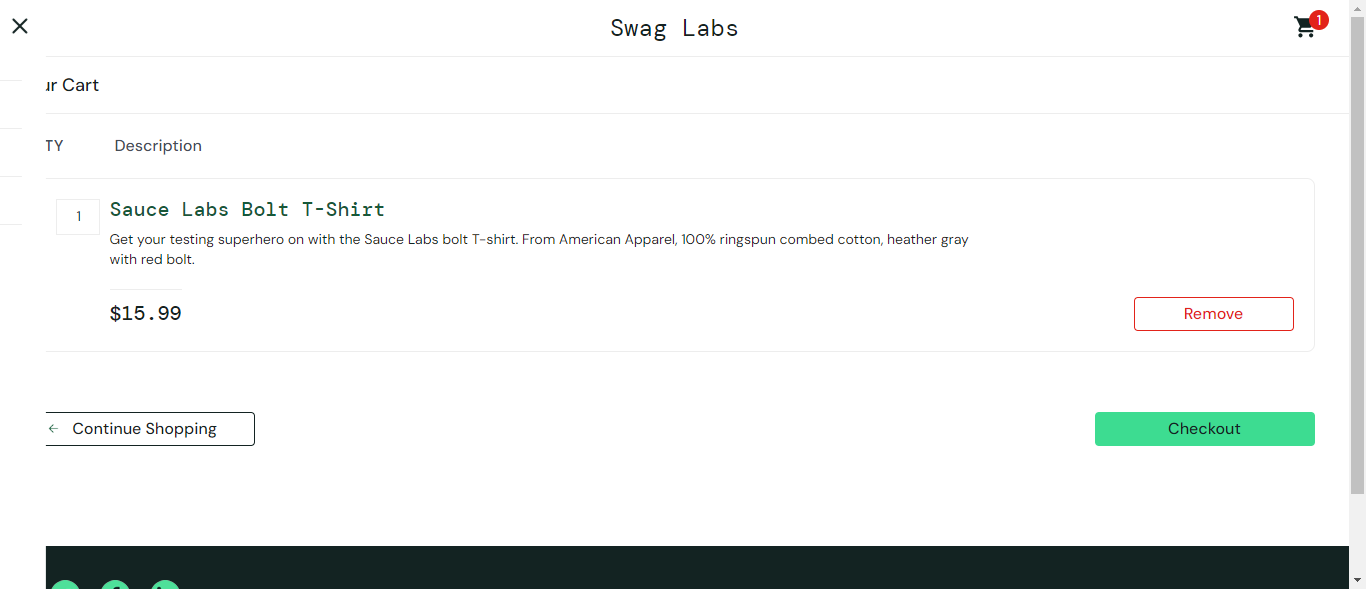 Swag Labs
1
ur Cart
TY Description
1
Sauce Labs Bolt T-Shirt
Get your testing superhero on with the Sauce Labs bolt T-shirt. From American Apparel, 100% ringspun combed cotton, heather gray
with red bolt.
$15.99
Remove
← Continue Shopping
Checkout